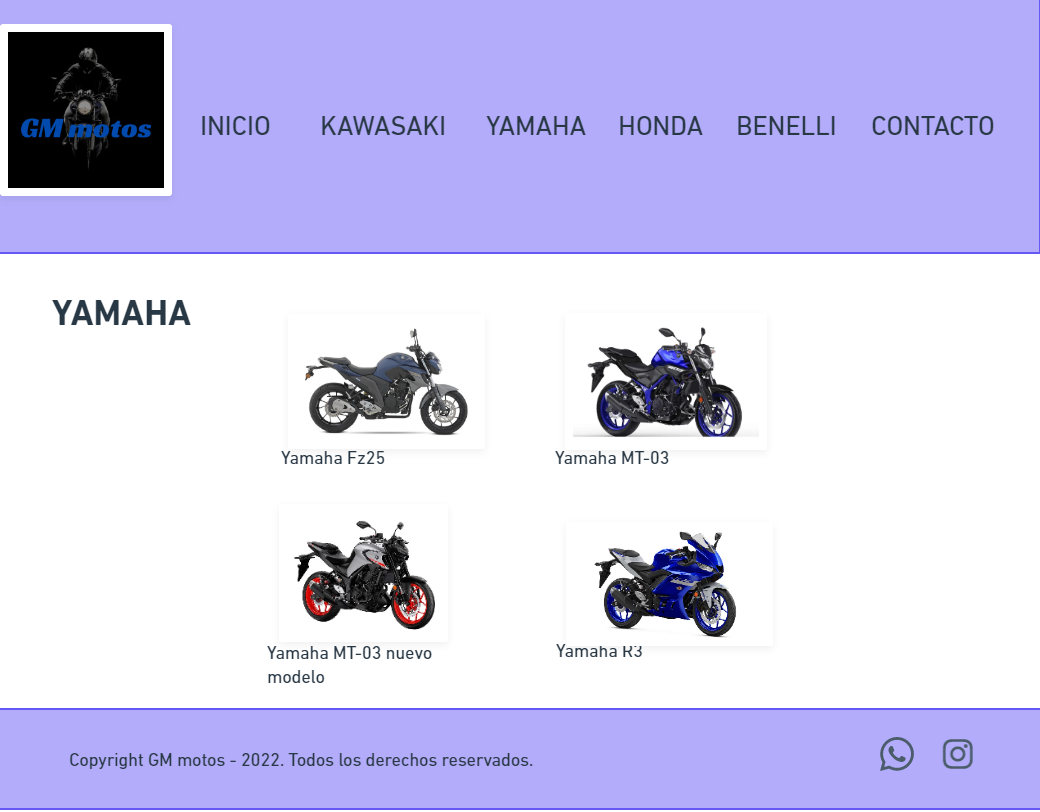 GM motos
INICIO KAWASAKI YAMAHA HONDA BENELLI CONTACTO
YAMAHA
Yamaha Fz25
Yamaha MT-03
Yamaha MT-03 nuevo
modelo
Yamaha R3
Copyright GM motos - 2022. Todos los derechos reservados.